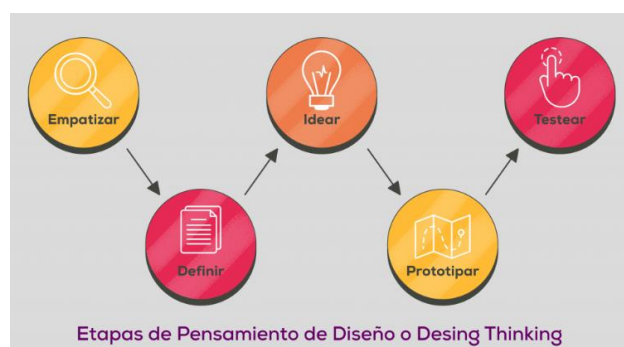 Empatizar
Definir
Idear
Prototipar
Testear
Etapas de Pensamiento de Diseño o Desing Thinking